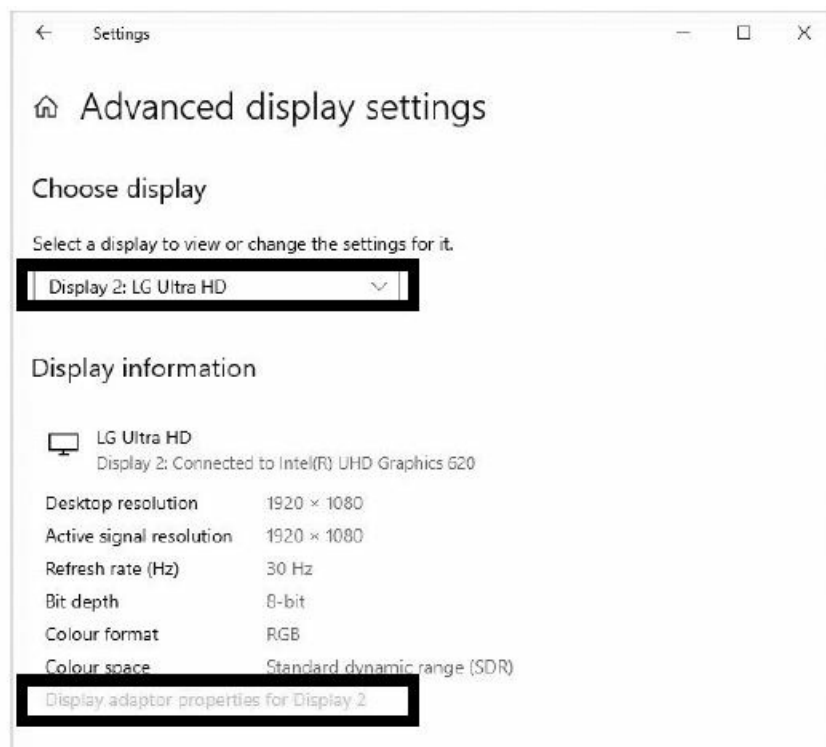 Settings
Advanced display settings
Choose display
Select a display to view or change the settings for it.
Display 2: LG Ultra HD
Display information
LG Ultra HD
Display 2: Connected to Intel(R) UHD Graphics 620
Desktop resolution 1920 × 1080
Active signal resolution 1920 × 1080
Refresh rate (Hz) 30 Hz
Bit depth 8-bit
Colour format RGB
Colour space Standard dynamic range (SDR)
Display adaptor properties for Display 2